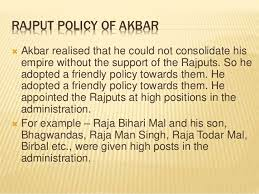 RAJPUT POLICY OF AKBAR
Akbar realised that he could not consolidate his
empire without the support of the Rajputs. So he
adopted a friendly policy towards them. He
adopted a friendly policy towards them. He
appointed the Rajputs at high positions in the
administration.
For example – Raja Bihari Mal and his son,
Bhagwandas, Raja Man Singh, Raja Todar Mal,
Birbal etc., were given high posts in the
administration.